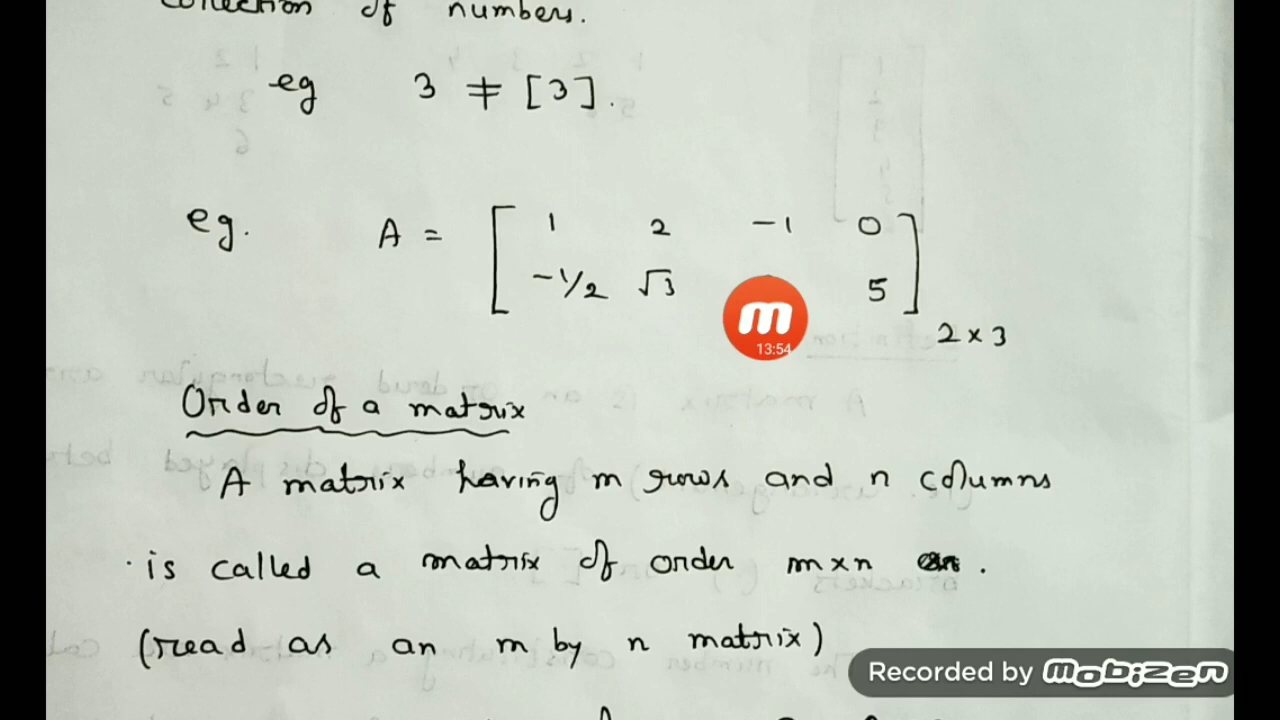 collection of numbers.
eg 3 ≠ [3].
eg. A = [ 1 2 -1 0
-1/2 √3 5 ]
2 × 3
m
13:54
Order of a matrix
A matrix having m rows and n columns
is called a matrix of order m×n .
(read as an m by n matrix)
Recorded by mobizen